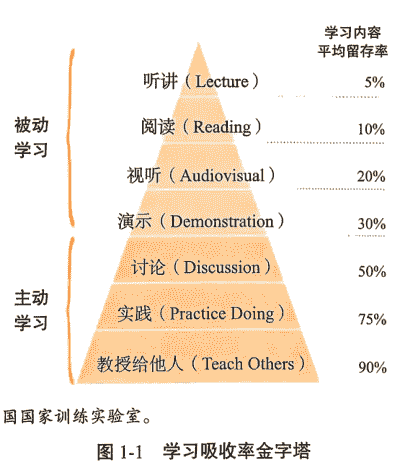 学习内容
平均留存率
听讲（Lecture） 5%
阅读（Reading） 10%
视听（Audiovisual） 20%
演示（Demonstration） 30%
被动
学习
讨论（Discussion） 50%
实践（Practice Doing） 75%
教授给他人（Teach Others） 90%
主动
学习
国国家训练实验室。
图 1-1 学习吸收率金字塔